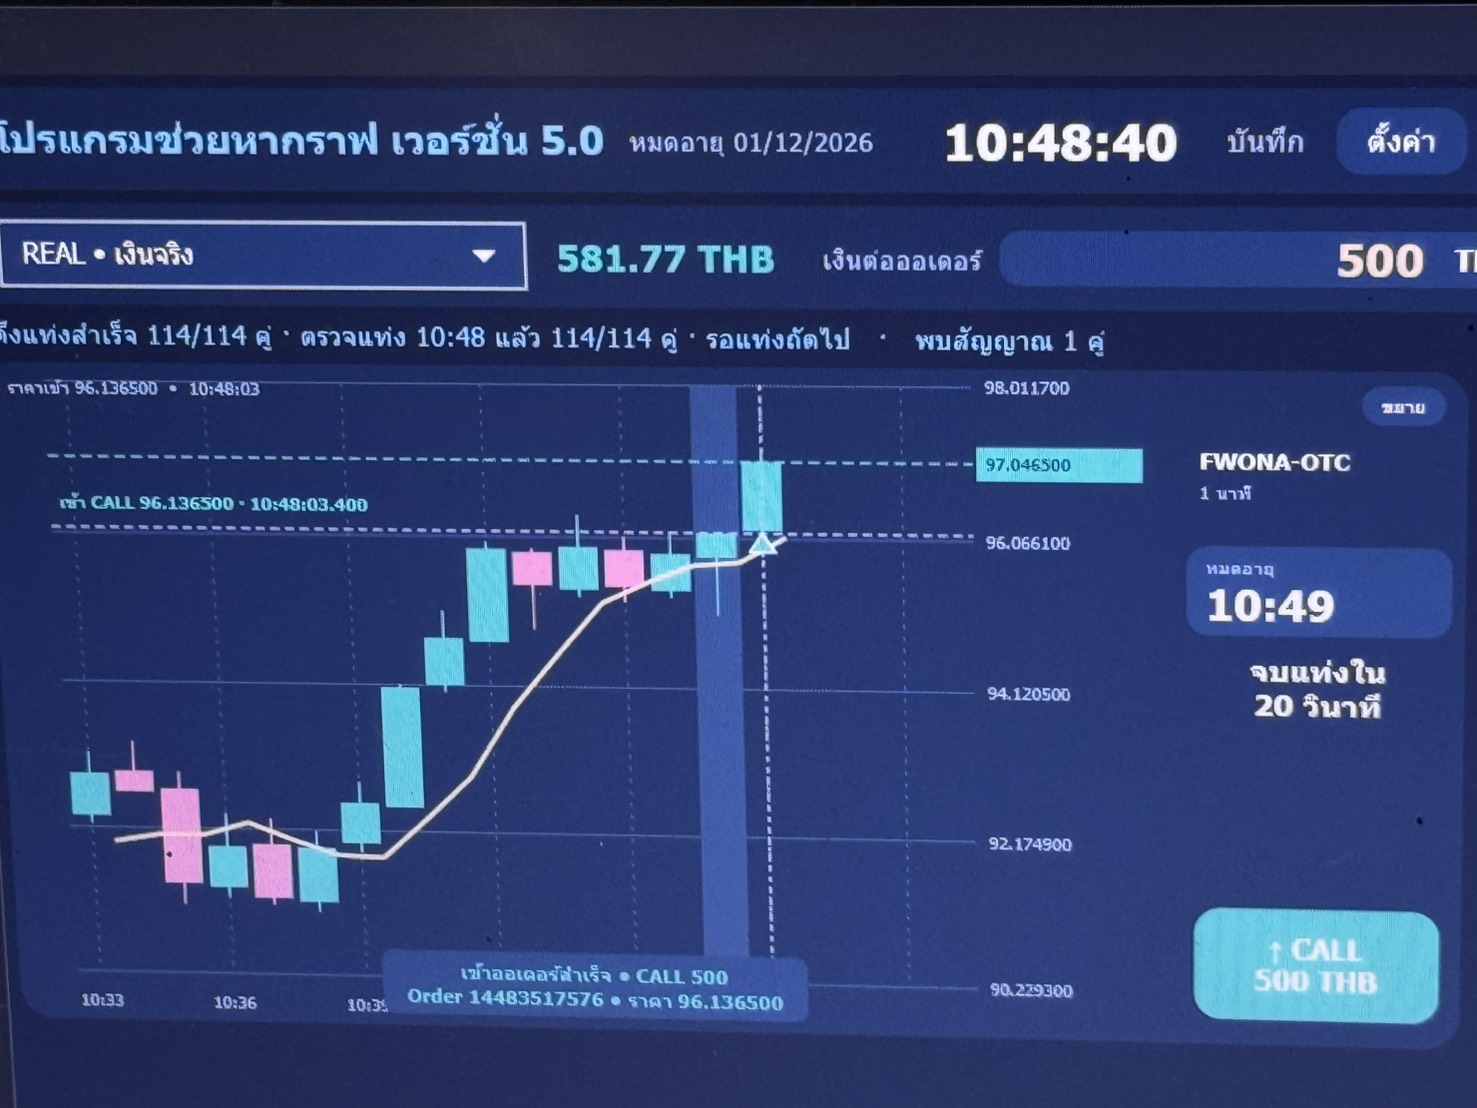 โปรแกรมช่วยหากราฟ เวอร์ชั่น 5.0 หมดอายุ 01/12/2026 10:48:40 บันทึก ตั้งค่า
REAL • เงินจริง 581.77 THB เงินต่อออเดอร์ 500
ดึงแท่งสำเร็จ 114/114 คู่ · ตรวจแท่ง 10:48 แล้ว 114/114 คู่ · รอแท่งถัดไป · พบสัญญาณ 1 คู่
ราคาเข้า 96.136500 • 10:48:03
98.011700
ขยาย
97.046500
FWONA-OTC
1 นาที
เข้า CALL 96.136500 · 10:48:03.400
96.066100
หมดอายุ
10:49
จบแท่งใน
20 วินาที
94.120500
92.174900
↑ CALL
500 THB
เข้าออเดอร์สำเร็จ • CALL 500
Order 14483517576 • ราคา 96.136500
90.229300
10:33 10:36 10:39